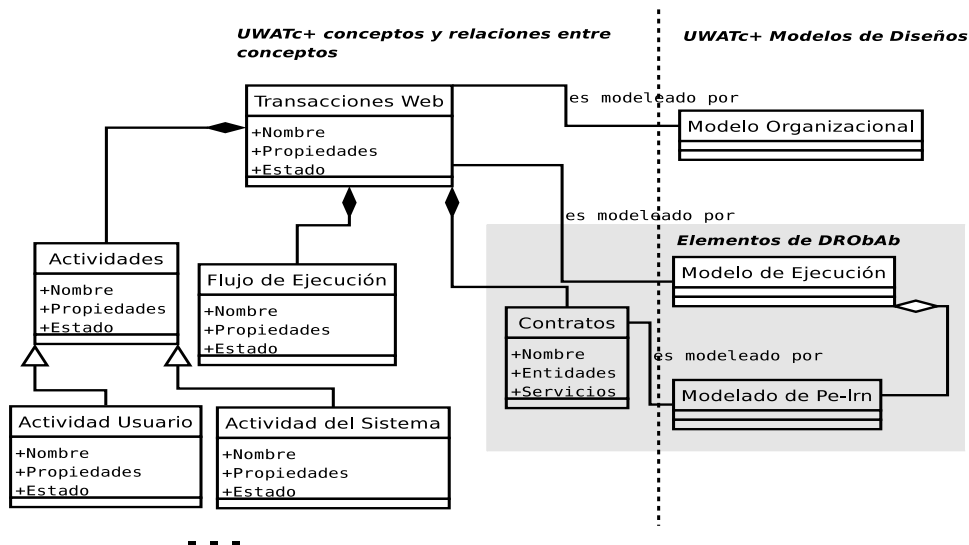 UWATc+ conceptos y relaciones entre
conceptos
UWATc+ Modelos de Diseños
Transacciones Web
+Nombre
+Propiedades
+Estado
es modeleado por
Modelo Organizacional
es modeleado por
Elementos de DRObAb
Modelo de Ejecución
Actividades
+Nombre
+Propiedades
+Estado
Flujo de Ejecución
+Nombre
+Propiedades
+Estado
Contratos
+Nombre
+Entidades
+Servicios
es modeleado por
Modelado de Pe-lrn
Actividad Usuario
+Nombre
+Propiedades
+Estado
Actividad del Sistema
+Nombre
+Propiedades
+Estado
...